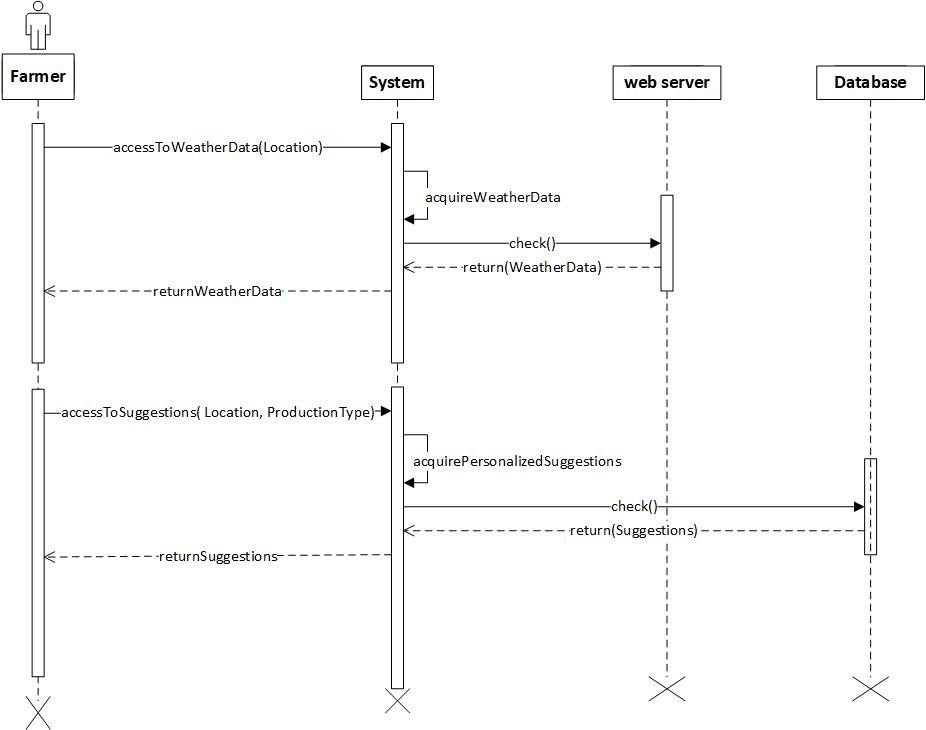 Farmer
System
web server
Database
accessToWeatherData(Location)
acquireWeatherData
check()
return(WeatherData)
returnWeatherData
accessToSuggestions( Location, ProductionType)
acquirePersonalizedSuggestions
check()
return(Suggestions)
returnSuggestions